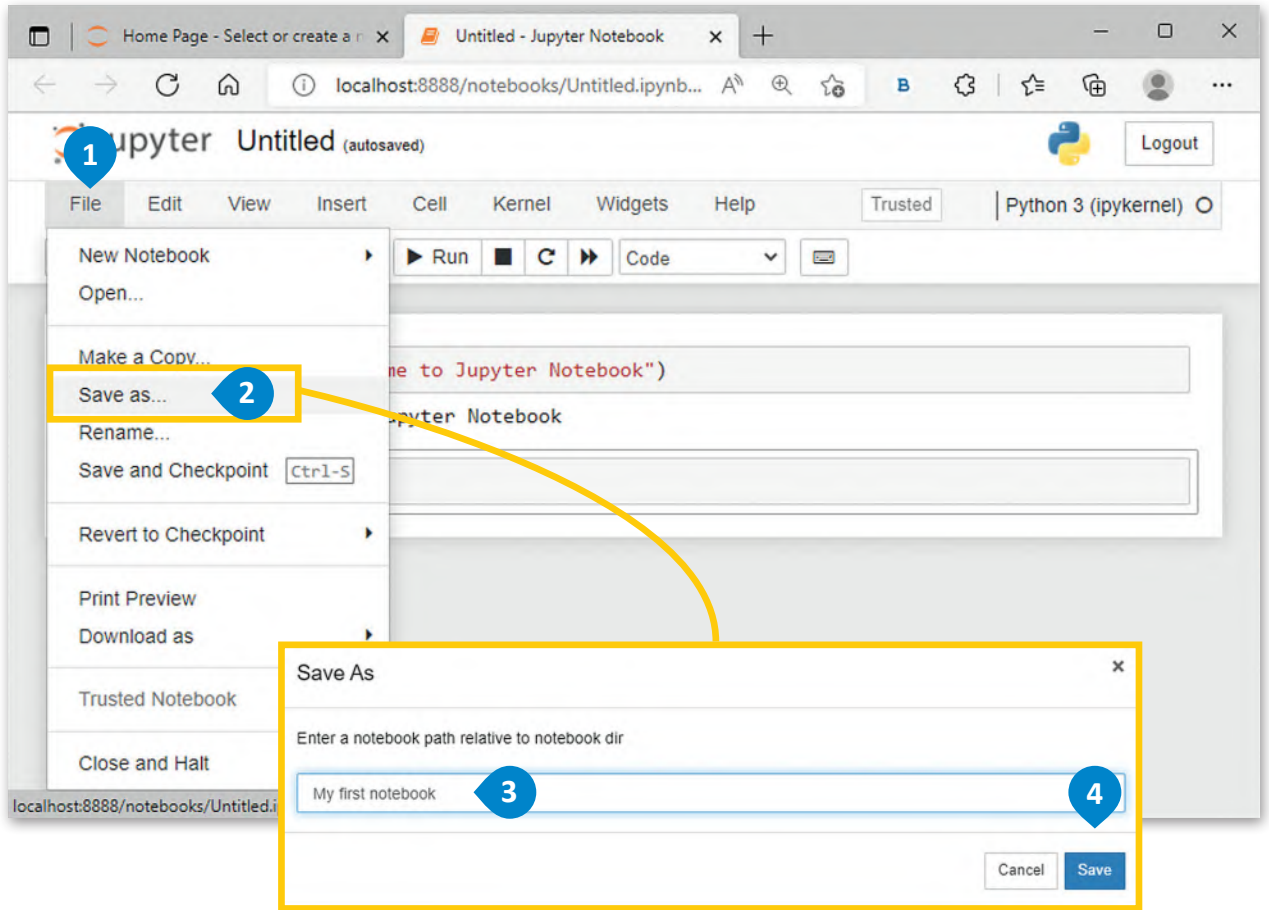 Home Page - Select or create a n
Untitled - Jupyter Notebook
localhost:8888/notebooks/Untitled.ipynb...
B
upyter Untitled (autosaved)
Logout
1
File Edit View Insert Cell Kernel Widgets Help Trusted Python 3 (ipykernel)
New Notebook
Run Code
Open...
Make a Copy...
me to Jupyter Notebook")
Save as... 2
upyter Notebook
Rename...
Save and Checkpoint Ctrl-S
Revert to Checkpoint
Print Preview
Download as
Trusted Notebook
Close and Halt
localhost:8888/notebooks/Untitled.i
Save As
Enter a notebook path relative to notebook dir
My first notebook 3
4
Cancel Save